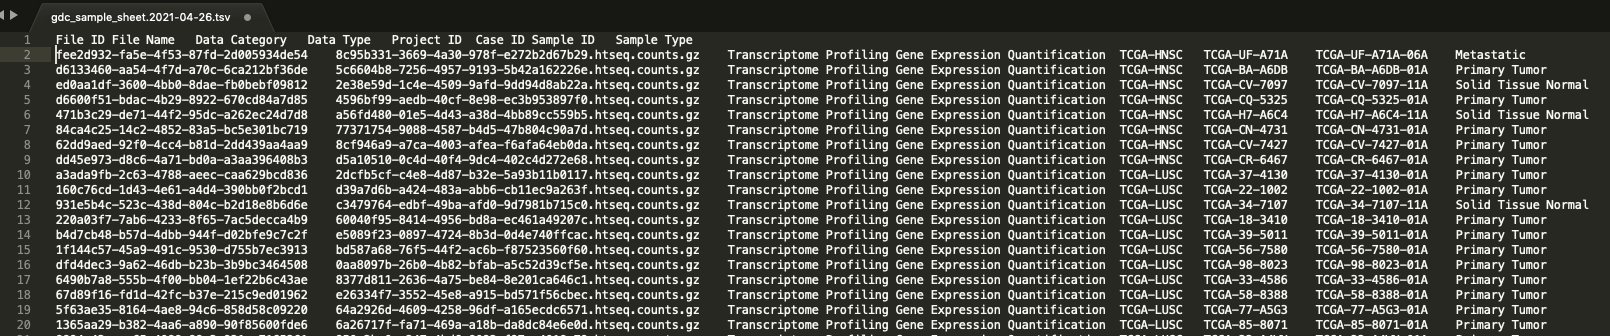 gdc_sample_sheet.2021-04-26.tsv
1 File ID File Name Data Category Data Type Project ID Case ID Sample ID Sample Type
2 fee2d932-fa5e-4f53-87fd-2d005934de54 8c95b331-3669-4a30-978f-e272b2d67b29.htseq.counts.gz Transcriptome Profiling Gene Expression Quantification TCGA-HNSC TCGA-UF-A71A TCGA-UF-A71A-06A Metastatic
3 d6133460-aa54-4f7d-a70c-6ca212bf36de 5c6604b8-7256-4957-9193-5b42a162226e.htseq.counts.gz Transcriptome Profiling Gene Expression Quantification TCGA-HNSC TCGA-BA-A6DB TCGA-BA-A6DB-01A Primary Tumor
4 ed0aa1df-3600-4bb0-8dae-fb0bebf09812 2e38e59d-1c4e-4509-9afd-9dd94d8ab22a.htseq.counts.gz Transcriptome Profiling Gene Expression Quantification TCGA-HNSC TCGA-CV-7097 TCGA-CV-7097-11A Solid Tissue Normal
5 d6600f51-bdac-4b29-8922-670cd84a7d85 4596bf99-aedb-40cf-8e98-ec3b953897f0.htseq.counts.gz Transcriptome Profiling Gene Expression Quantification TCGA-HNSC TCGA-CQ-5325 TCGA-CQ-5325-01A Primary Tumor
6 471b3c29-de71-44f2-95dc-a262ec24d7d8 a56fd480-01e5-4d43-a38d-4bb89cc559b5.htseq.counts.gz Transcriptome Profiling Gene Expression Quantification TCGA-HNSC TCGA-H7-A6C4 TCGA-H7-A6C4-11A Solid Tissue Normal
7 84ca4c25-14c2-4852-83a5-bc5e301bc719 77371754-9088-4587-b4d5-47b804c90a7d.htseq.counts.gz Transcriptome Profiling Gene Expression Quantification TCGA-HNSC TCGA-CN-4731 TCGA-CN-4731-01A Primary Tumor
8 62dd9aed-92f0-4cc4-b81d-2dd439aa4aa9 8cf946a9-a7ca-4003-afea-f6afa64eb0da.htseq.counts.gz Transcriptome Profiling Gene Expression Quantification TCGA-HNSC TCGA-CV-7427 TCGA-CV-7427-01A Primary Tumor
9 dd45e973-d8c6-4a71-bd0a-a3aa396408b3 d5a10510-0c4d-40f4-9dc4-402c4d272e68.htseq.counts.gz Transcriptome Profiling Gene Expression Quantification TCGA-HNSC TCGA-CR-6467 TCGA-CR-6467-01A Primary Tumor
10 a3ada9fb-2c63-4788-aeec-caa629bcd836 2dcfb5cf-c4e8-4d87-b32e-5a93b11b0117.htseq.counts.gz Transcriptome Profiling Gene Expression Quantification TCGA-LUSC TCGA-37-4130 TCGA-37-4130-01A Primary Tumor
11 160c76cd-1d43-4e61-a4d4-390bb0f2bcd1 d39a7d6b-a424-483a-abb6-cb11ec9a263f.htseq.counts.gz Transcriptome Profiling Gene Expression Quantification TCGA-LUSC TCGA-22-1002 TCGA-22-1002-01A Primary Tumor
12 931e5b4c-523c-438d-804c-b2d18e8b6d6e c3479764-edbf-49ba-afd0-9d7981b715c0.htseq.counts.gz Transcriptome Profiling Gene Expression Quantification TCGA-LUSC TCGA-34-7107 TCGA-34-7107-11A Solid Tissue Normal
13 220a03f7-7ab6-4233-8f65-7ac5decca4b9 60040f95-8414-4956-bd8a-ec461a49207c.htseq.counts.gz Transcriptome Profiling Gene Expression Quantification TCGA-LUSC TCGA-18-3410 TCGA-18-3410-01A Primary Tumor
14 b4d7cb48-b57d-4dbb-944f-d02bfe9c7c2f e5089f23-0897-4724-8b3d-0d4e740ffcac.htseq.counts.gz Transcriptome Profiling Gene Expression Quantification TCGA-LUSC TCGA-39-5011 TCGA-39-5011-01A Primary Tumor
15 1f144c57-45a9-491c-9530-d755b7ec3913 bd587a68-76f5-44f2-ac6b-f87523560f60.htseq.counts.gz Transcriptome Profiling Gene Expression Quantification TCGA-LUSC TCGA-56-7580 TCGA-56-7580-01A Primary Tumor
16 dfd4dec3-9a62-46db-b23b-3b9bc3464508 0aa8097b-26b0-4b82-bfab-a5c52d39cf5e.htseq.counts.gz Transcriptome Profiling Gene Expression Quantification TCGA-LUSC TCGA-98-8023 TCGA-98-8023-01A Primary Tumor
17 6490b7a8-555b-4f00-bb04-1ef22b6c43ae 8377d811-2636-4a75-be84-8e201ca646c1.htseq.counts.gz Transcriptome Profiling Gene Expression Quantification TCGA-LUSC TCGA-33-4586 TCGA-33-4586-01A Primary Tumor
18 67d89f16-fd1d-42fc-b37e-215c9ed01962 e26334f7-3552-45e8-a915-bd571f56cbec.htseq.counts.gz Transcriptome Profiling Gene Expression Quantification TCGA-LUSC TCGA-58-8388 TCGA-58-8388-01A Primary Tumor
19 5f63ae35-8164-4ae8-94c6-858d58c09220 64a2926d-4609-4258-96df-a165ecdc6571.htseq.counts.gz Transcriptome Profiling Gene Expression Quantification TCGA-LUSC TCGA-77-A5G3 TCGA-77-A5G3-01A Primary Tumor
20 1365aa29-b382-4aa6-a890-90f85600fde6 6a26717f-fa71-469a-a18b-da8dc84e6e0d.htseq.counts.gz Transcriptome Profiling Gene Expression Quantification TCGA-LUSC TCGA-85-8071 TCGA-85-8071-01A Primary Tumor